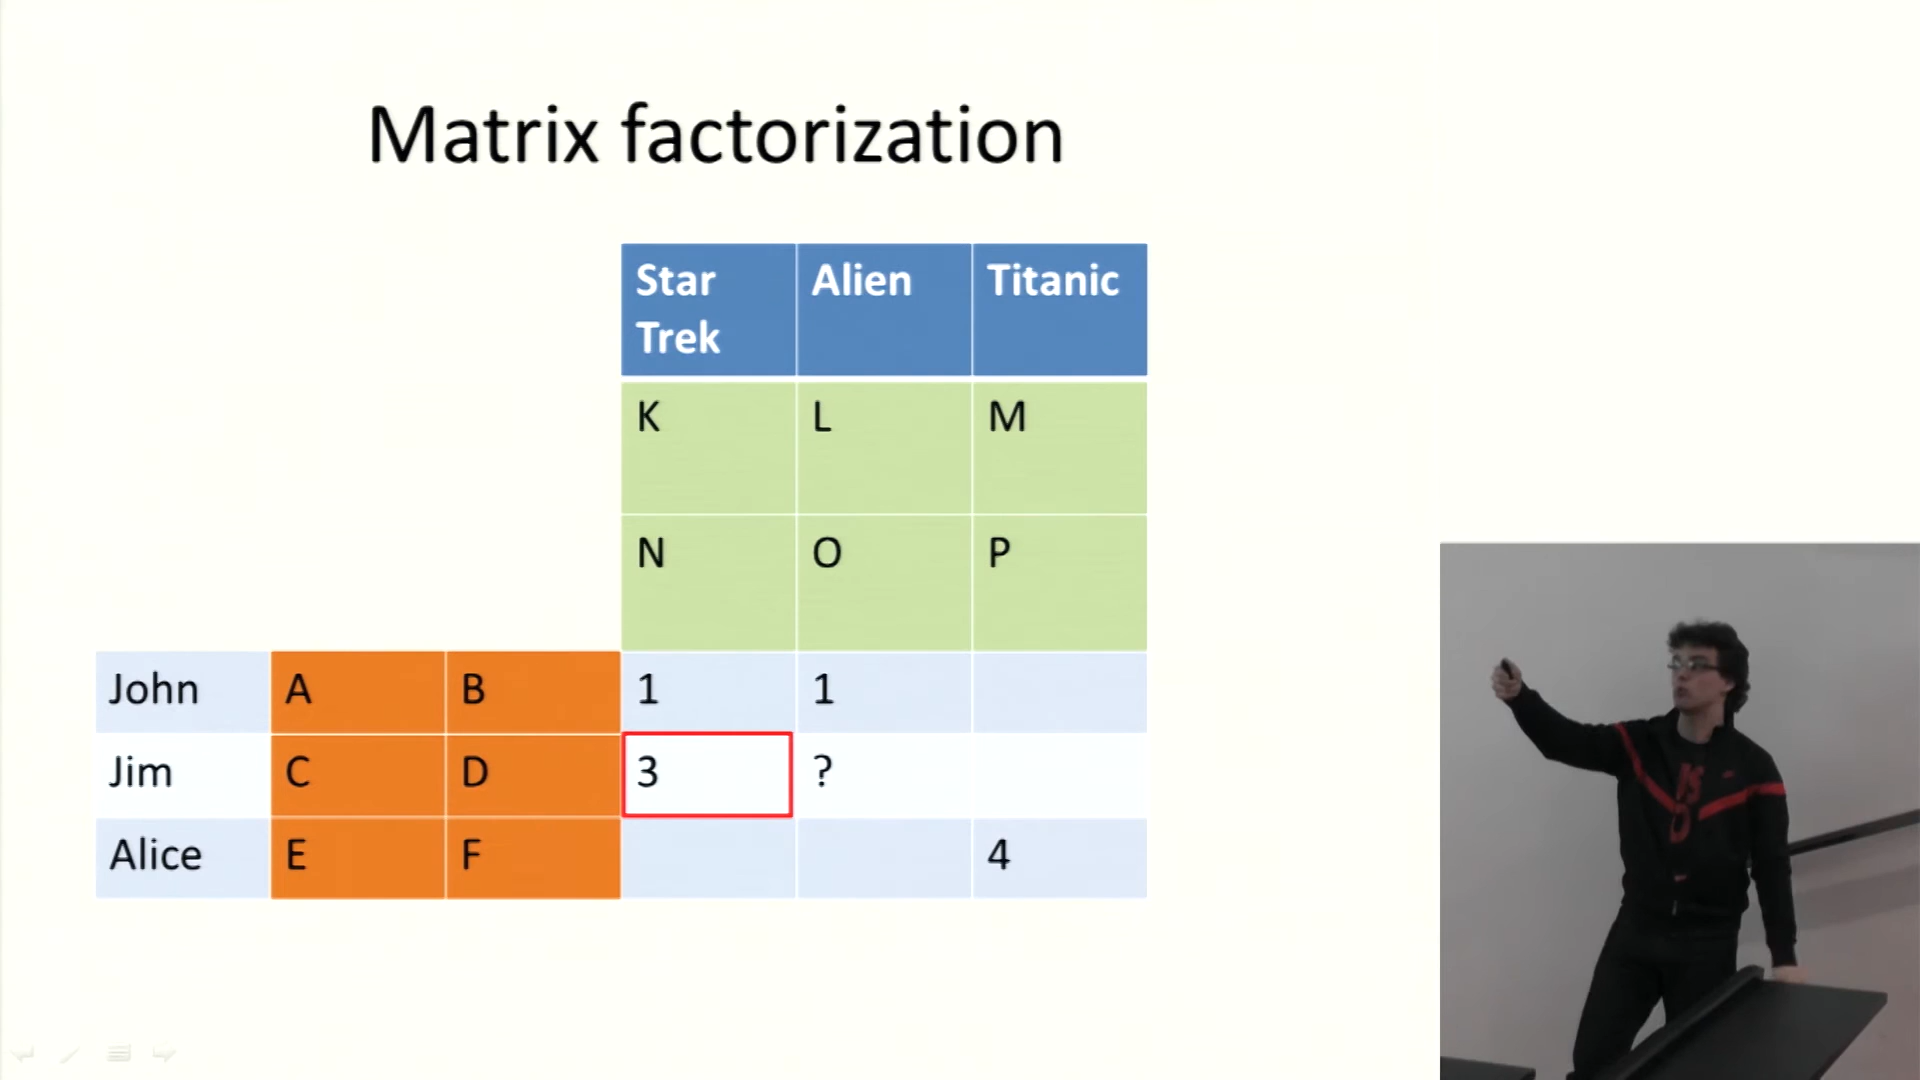 Matrix factorization
Star Trek Alien Titanic
K L M
N O P
John A B 1 1
Jim C D 3 ?
Alice E F 4